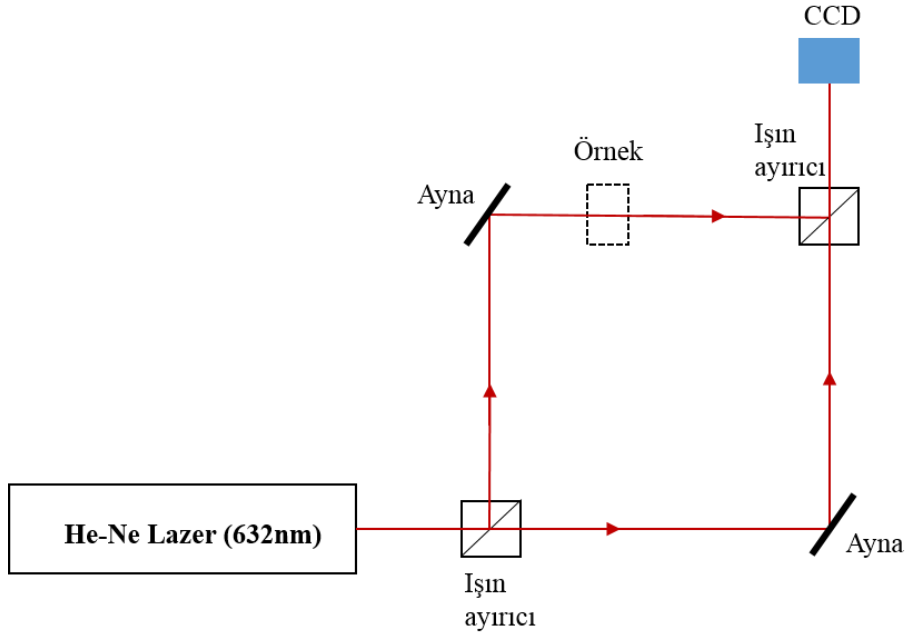 CCD
Işın
ayırıcı
Örnek
Ayna
He-Ne Lazer (632nm)
Ayna
Işın
ayırıcı